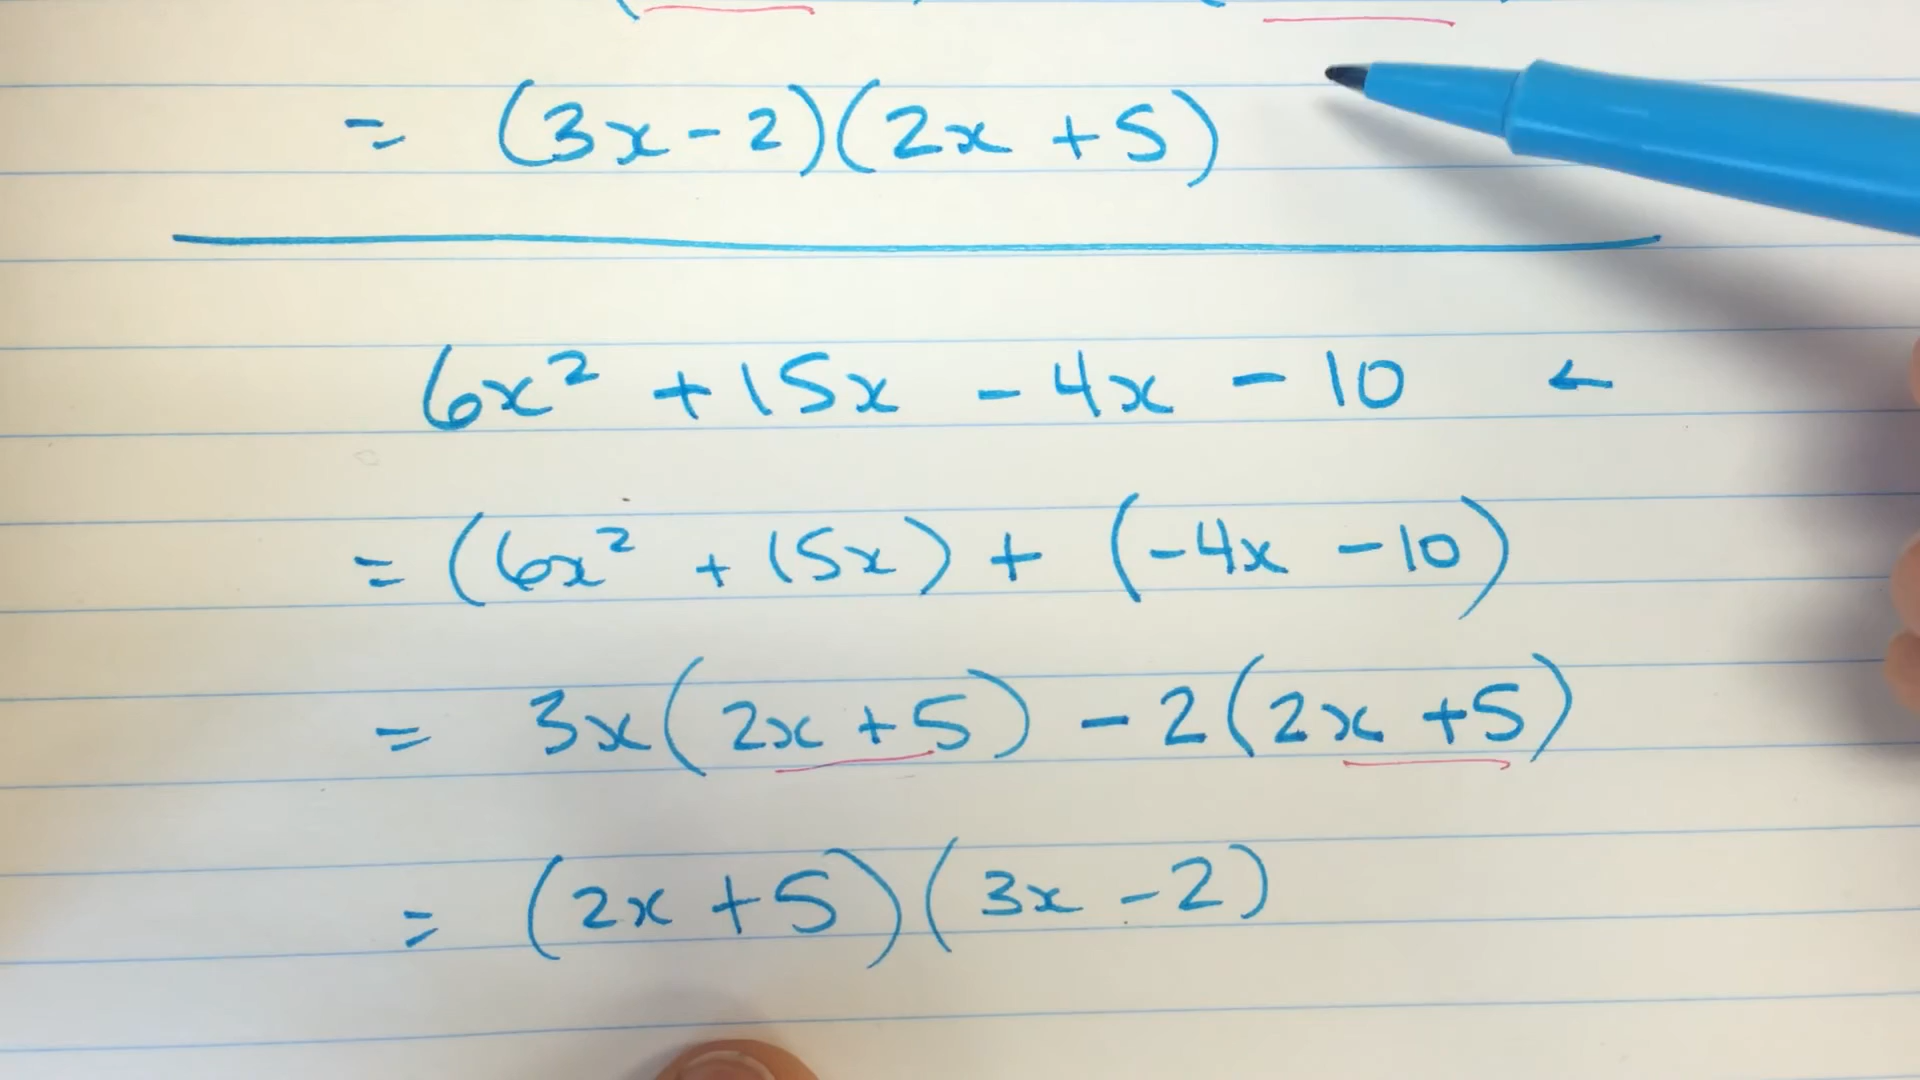 = (3x - 2)(2x + 5)
6x² + 15x - 4x - 10 ←
= (6x² + 15x) + (-4x - 10)
= 3x(2x + 5) - 2(2x + 5)
= (2x + 5)(3x - 2)